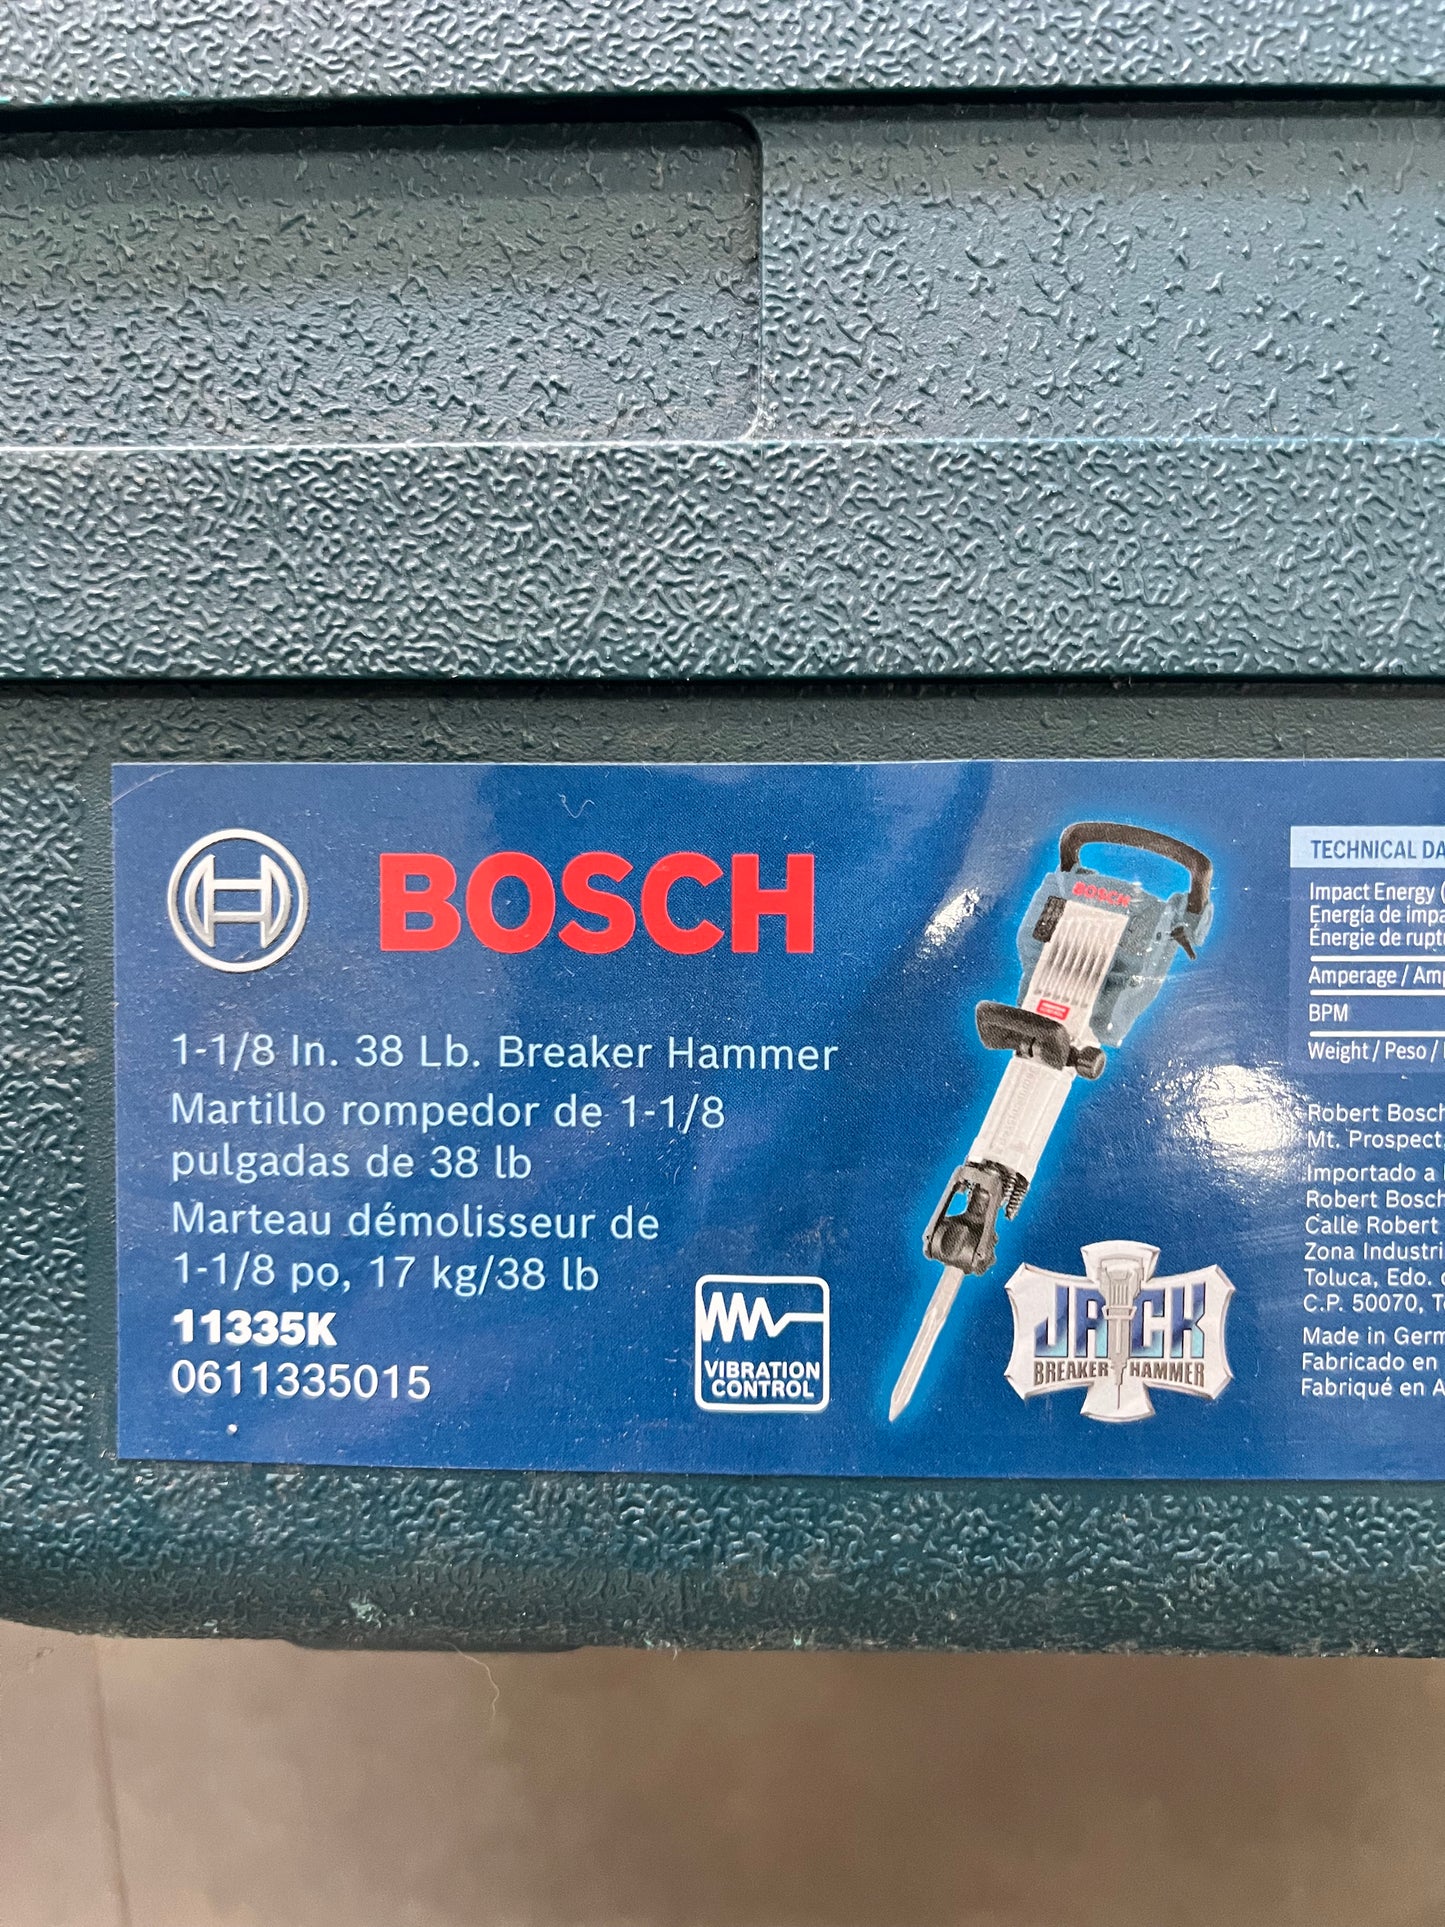 BOSCH
1-1/8 In. 38 Lb. Breaker Hammer
Martillo rompedor de 1-1/8
pulgadas de 38 lb
Marteau démolisseur de
1-1/8 po, 17 kg/38 lb
11335K
0611335015
VIBRATION
CONTROL
BOSCH
JACK
BREAKER HAMMER
TECHNICAL DA
Impact Energy (
Energía de impa
Énergie de rupt
Amperage / Amp
BPM
Weight / Peso /
Robert Bosch
Mt. Prospect
Importado a
Robert Bosch
Calle Robert
Zona Industri
Toluca, Edo.
C.P. 50070, T
Made in Germ
Fabricado en
Fabriqué en A